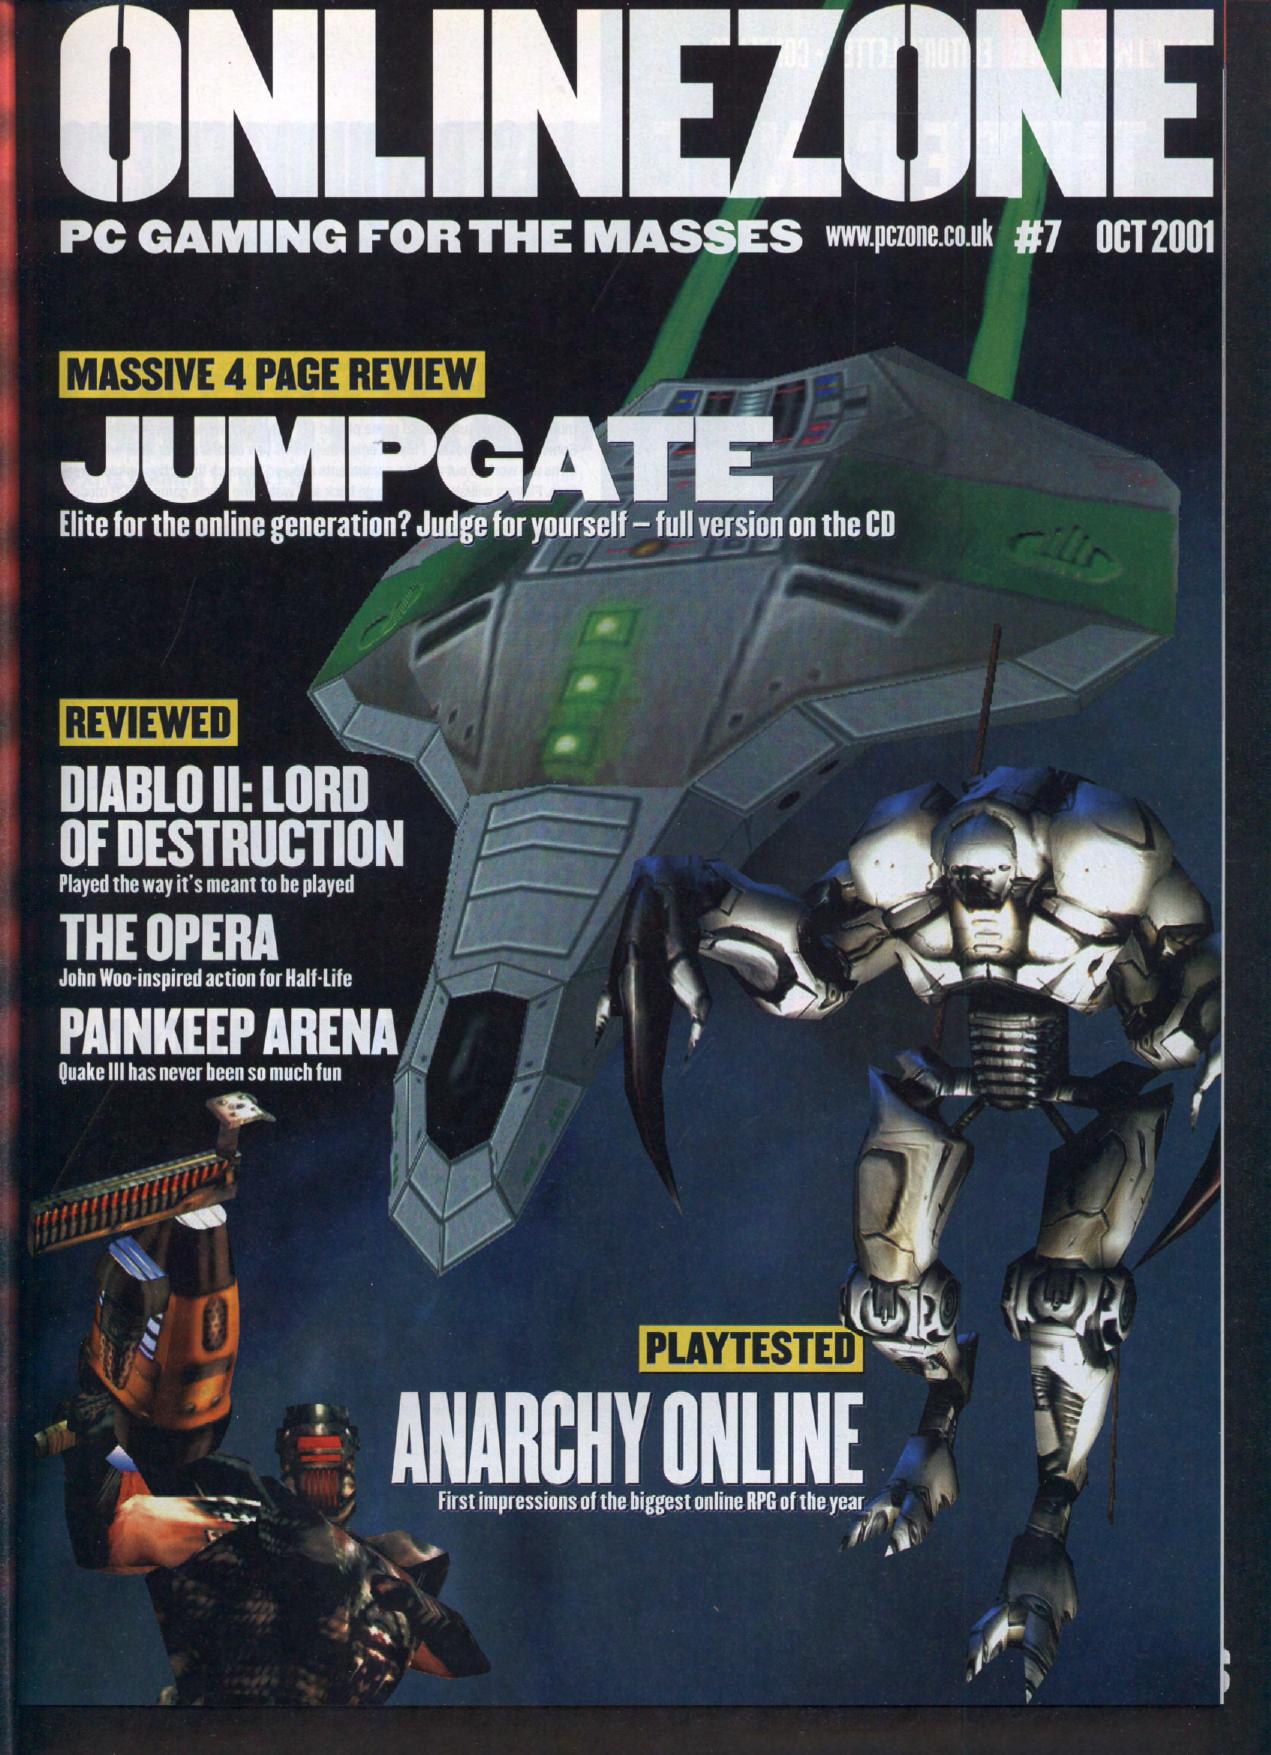 ONLINEZONE
PC GAMING FOR THE MASSES www.pczone.co.uk #7 OCT 2001
MASSIVE 4 PAGE REVIEW
JUMPGATE
Elite for the online generation? Judge for yourself – full version on the CD
REVIEWED
DIABLO II: LORD
OF DESTRUCTION
Played the way it's meant to be played
THE OPERA
John Woo-inspired action for Half-Life
PAINKEEP ARENA
Quake III has never been so much fun
PLAYTESTED
ANARCHY ONLINE
First impressions of the biggest online RPG of the year